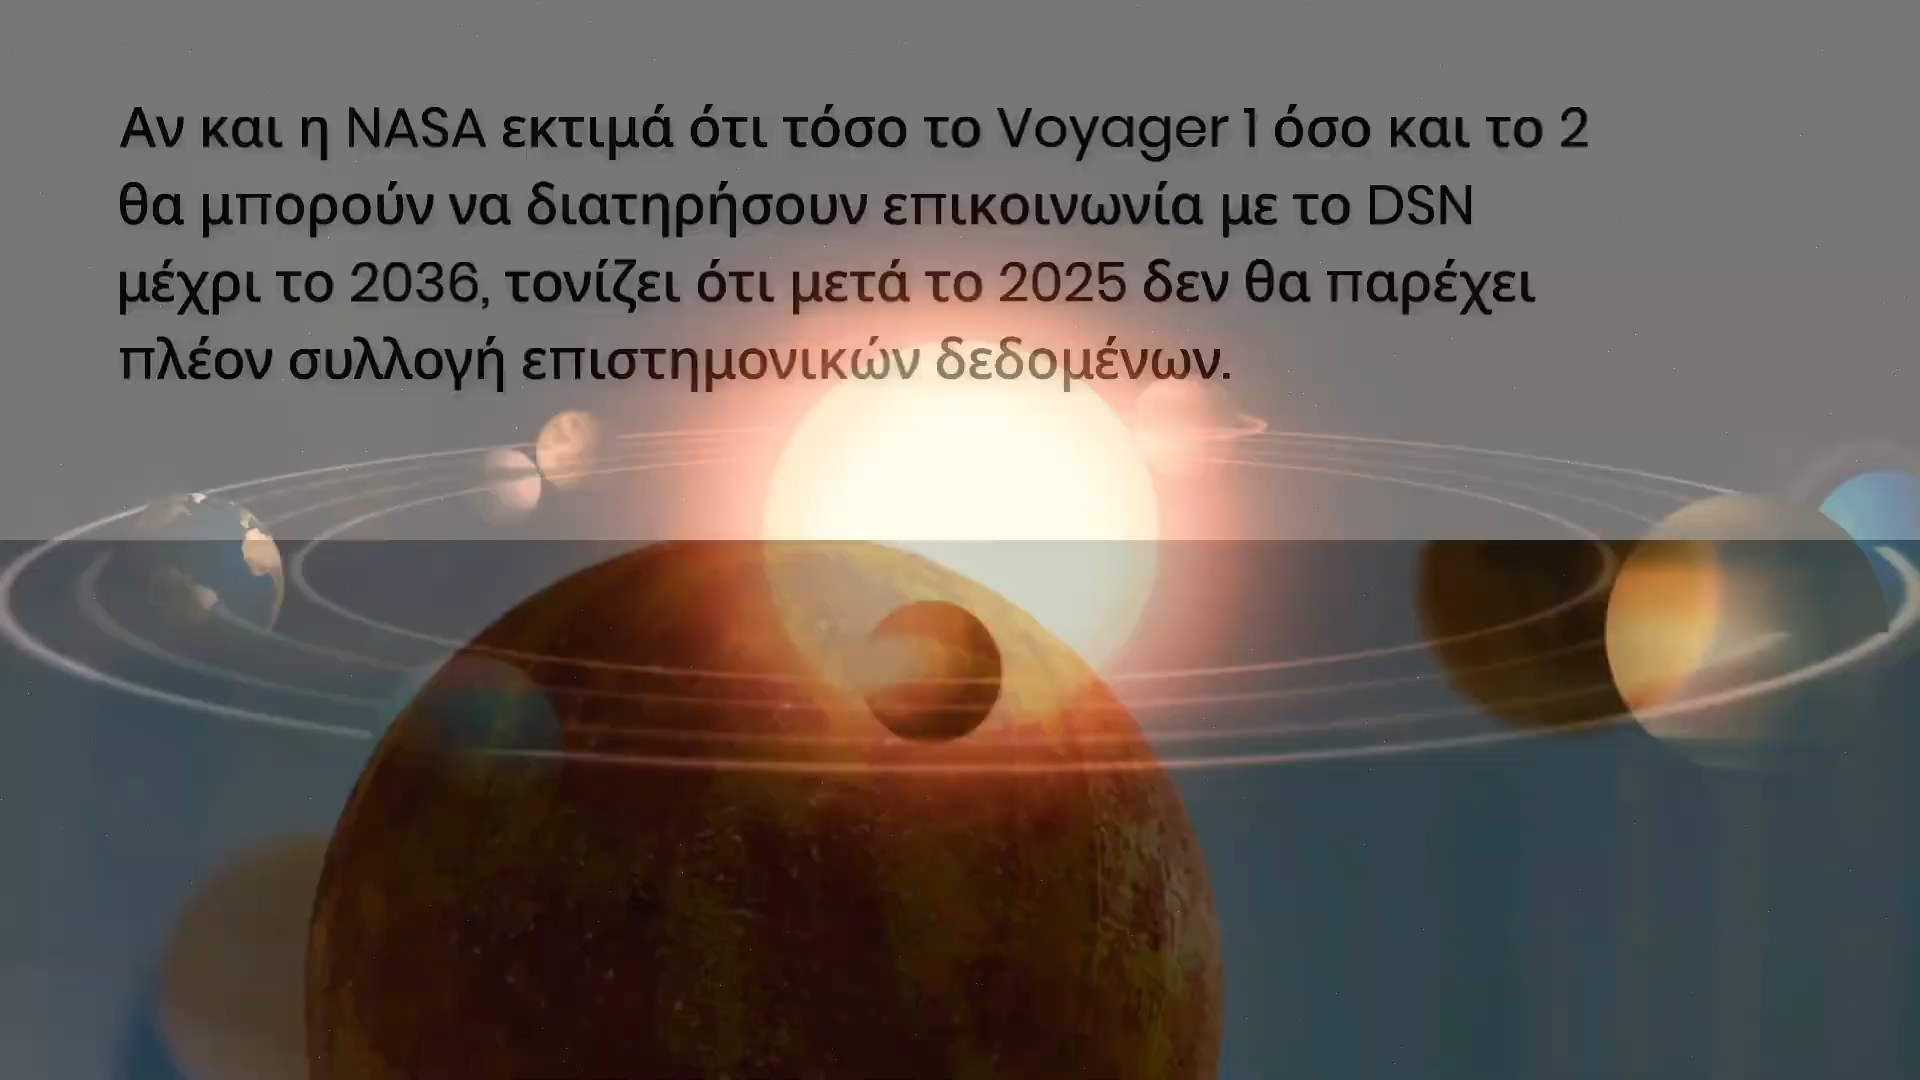 Αν και η NASA εκτιμά ότι τόσο το Voyager 1 όσο και το 2
θα μπορούν να διατηρήσουν επικοινωνία με το DSN
μέχρι το 2036, τονίζει ότι μετά το 2025 δεν θα παρέχει
πλέον συλλογή επιστημονικών δεδομένων.